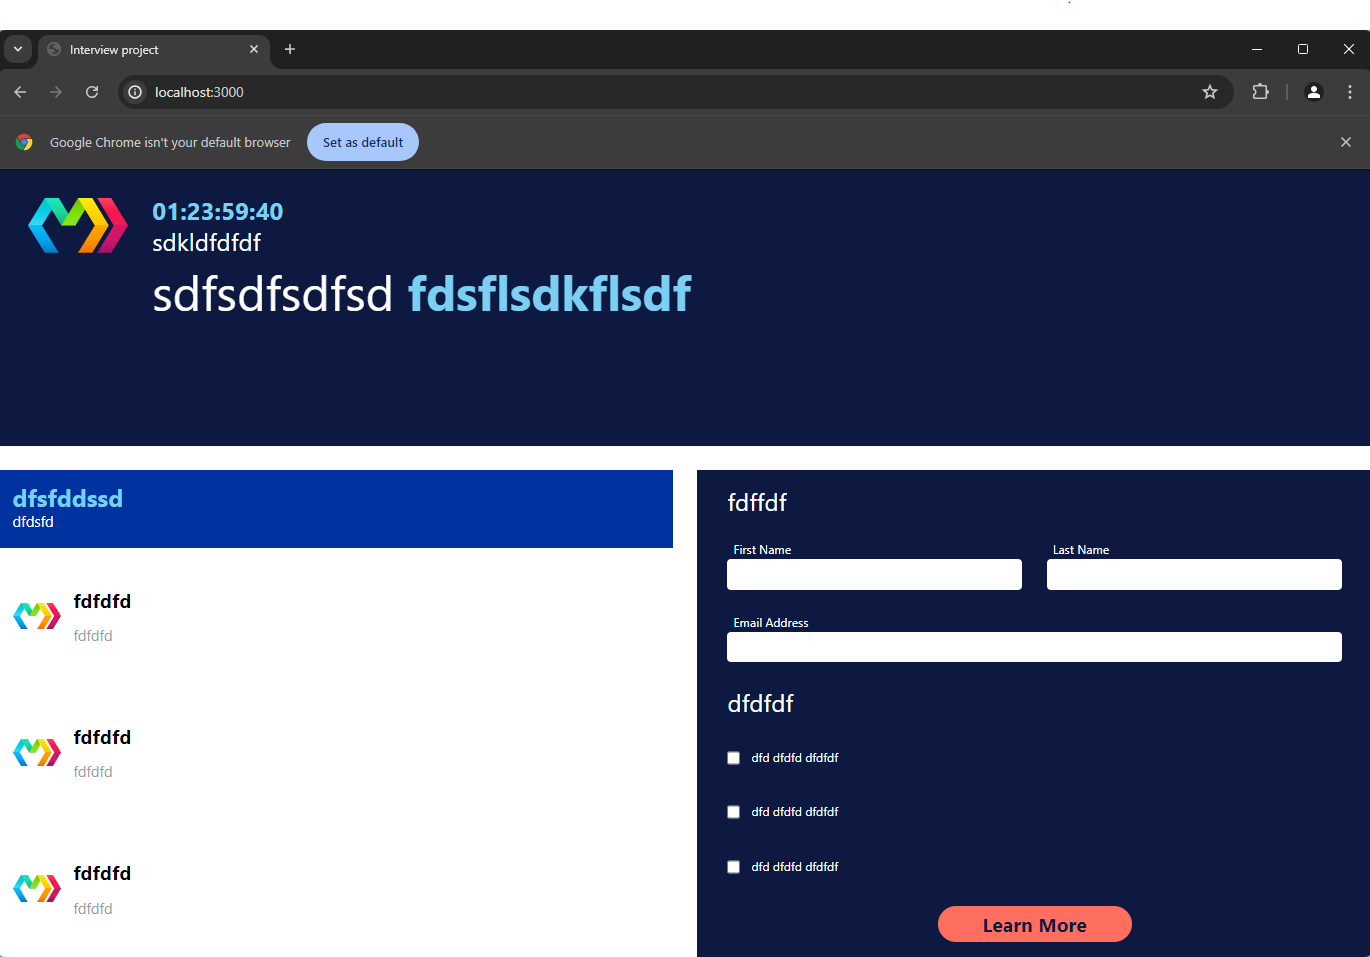 Interview project
localhost:3000
Google Chrome isn't your default browser
Set as default
01:23:59:40
sdkldfdfdf
sdfsdfsdfsd fdsflsdkflsdf
dfsfddssd
dfdsfd
fdfdfd
fdfdfd
fdfdfd
fdfdfd
fdfdfd
fdfdfd
fdffdf
First Name
Last Name
Email Address
dfdfdf
dfd dfdfd dfdfdf
dfd dfdfd dfdfdf
dfd dfdfd dfdfdf
Learn More